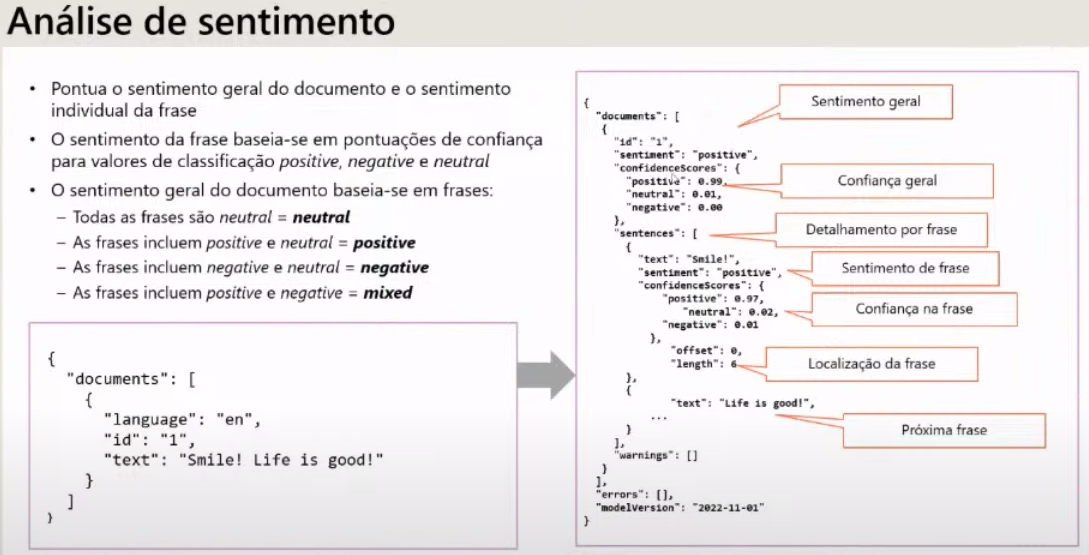 Análise de sentimento
• Pontua o sentimento geral do documento e o sentimento
individual da frase
• O sentimento da frase baseia-se em pontuações de confiança
para valores de classificação positive, negative e neutral
• O sentimento geral do documento baseia-se em frases:
– Todas as frases são neutral = neutral
– As frases incluem positive e neutral = positive
– As frases incluem negative e neutral = negative
– As frases incluem positive e negative = mixed
{
"documents": [
{
"language": "en",
"id": "1",
"text": "Smile! Life is good!"
}
]
}
{
"documents": [
{
"id": "1",
"sentiment": "positive",
"confidenceScores": {
"positive": 0.99,
"neutral": 0.01,
"negative": 0.00
},
"sentences": [
{
"text": "Smile!",
"sentiment": "positive",
"confidenceScores": {
"positive": 0.97,
"neutral": 0.02,
"negative": 0.01
},
"offset": 0,
"length": 6
},
{
"text": "Life is good!",
...
}
],
"warnings": []
}
],
"errors": [],
"modelVersion": "2022-11-01"
}
Sentimento geral
Confiança geral
Detalhamento por frase
Sentimento de frase
Confiança na frase
Localização da frase
Próxima frase